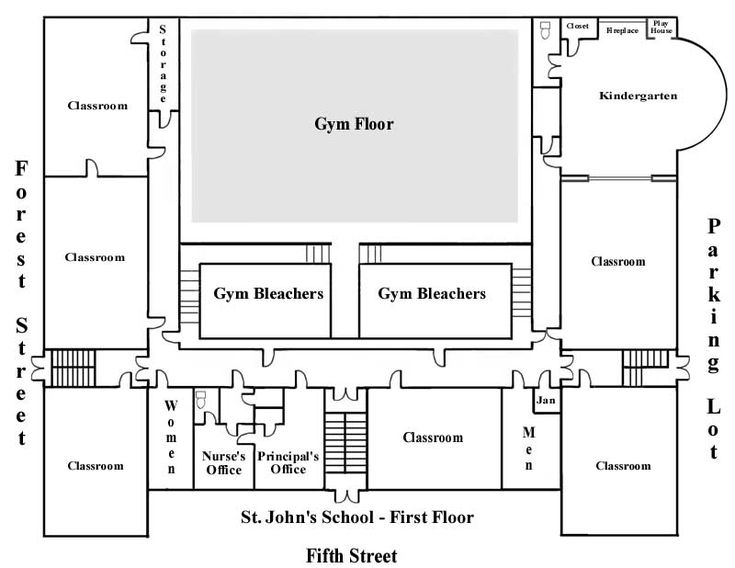 Storage
Closet
Fireplace
Play
House
Classroom
Kindergarten
Gym Floor
Forest Street
Parking Lot
Classroom
Classroom
Gym Bleachers
Gym Bleachers
Women
Jan
Men
Classroom
Nurse's
Office
Principal's
Office
Classroom
Classroom
St. John's School - First Floor
Fifth Street